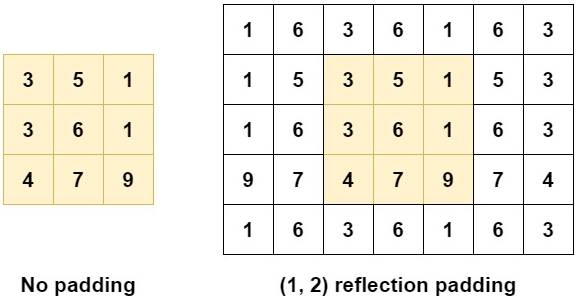 3 5 1
3 6 1
4 7 9
No padding
1 6 3 6 1 6 3
1 5 3 5 1 5 3
1 6 3 6 1 6 3
9 7 4 7 9 7 4
1 6 3 6 1 6 3
(1, 2) reflection padding